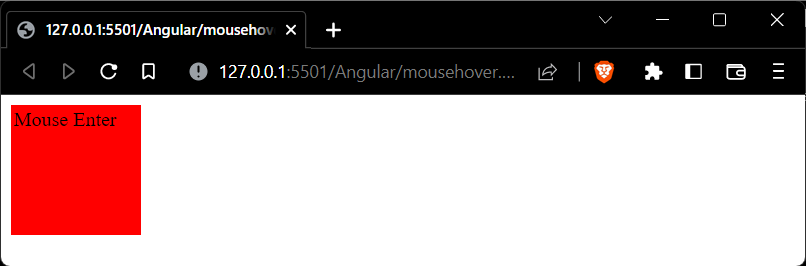 127.0.0.1:5501/Angular/mousehov
127.0.0.1:5501/Angular/mousehover....
Mouse Enter